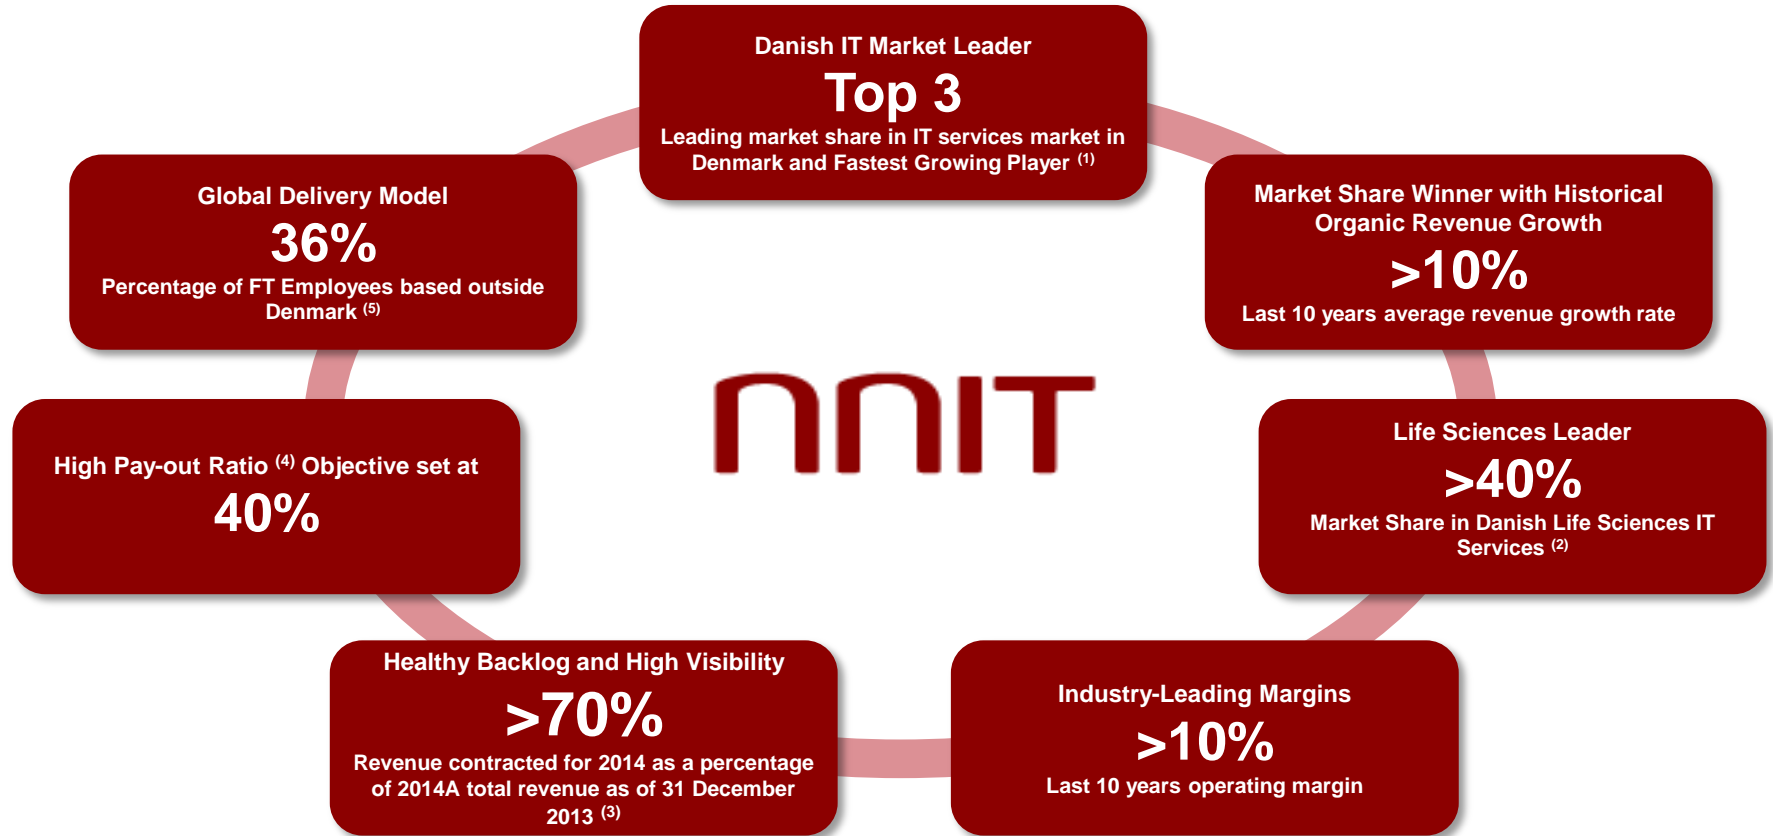 Danish IT Market Leader
Top 3
Leading market share in IT services market in
Denmark and Fastest Growing Player (1)
Market Share Winner with Historical
Organic Revenue Growth
>10%
Last 10 years average revenue growth rate
Life Sciences Leader
>40%
Market Share in Danish Life Sciences IT
Services (2)
Industry-Leading Margins
>10%
Last 10 years operating margin
Healthy Backlog and High Visibility
>70%
Revenue contracted for 2014 as a percentage
of 2014A total revenue as of 31 December
2013 (3)
High Pay-out Ratio (4) Objective set at
40%
Global Delivery Model
36%
Percentage of FT Employees based outside
Denmark (5)
nnIT